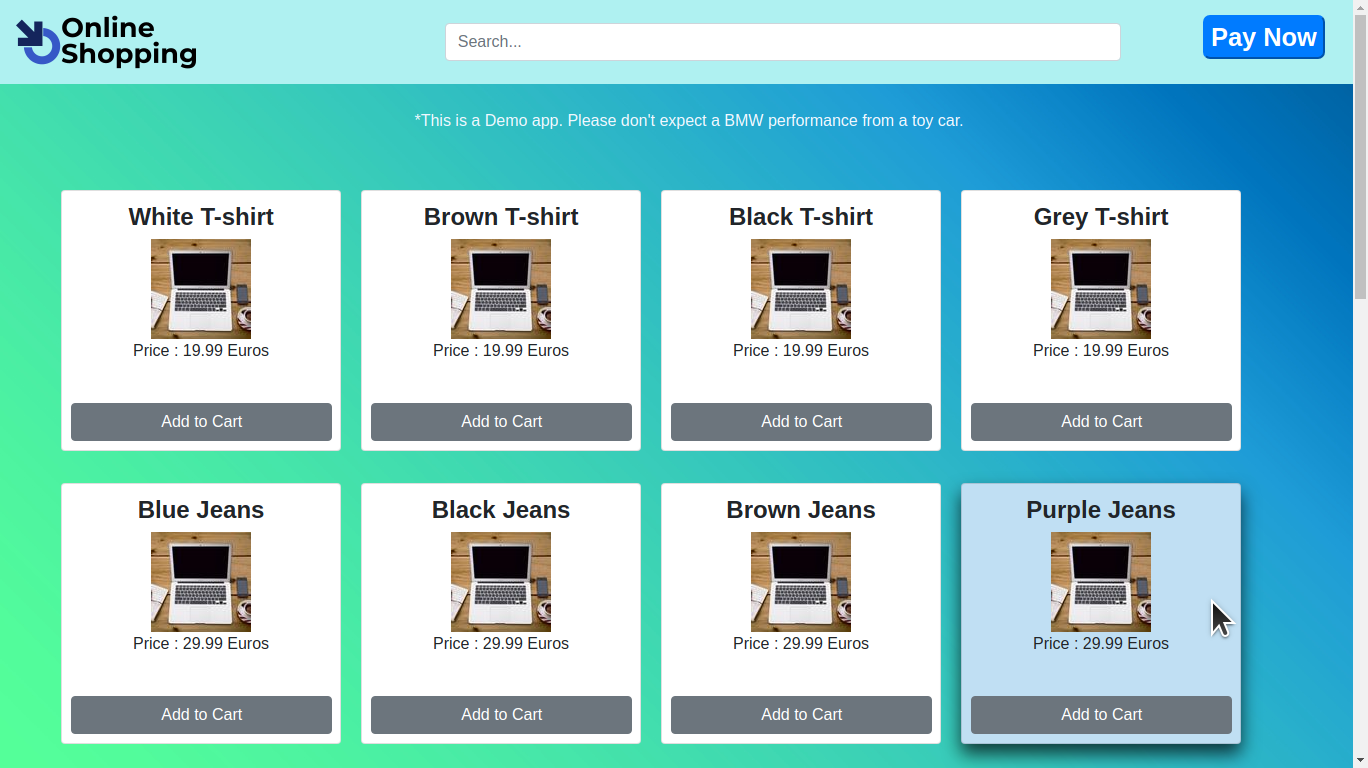 Online
Shopping
Search...
Pay Now
*This is a Demo app. Please don't expect a BMW performance from a toy car.
White T-shirt
Price : 19.99 Euros
Add to Cart
Brown T-shirt
Price : 19.99 Euros
Add to Cart
Black T-shirt
Price : 19.99 Euros
Add to Cart
Grey T-shirt
Price : 19.99 Euros
Add to Cart
Blue Jeans
Price : 29.99 Euros
Add to Cart
Black Jeans
Price : 29.99 Euros
Add to Cart
Brown Jeans
Price : 29.99 Euros
Add to Cart
Purple Jeans
Price : 29.99 Euros
Add to Cart